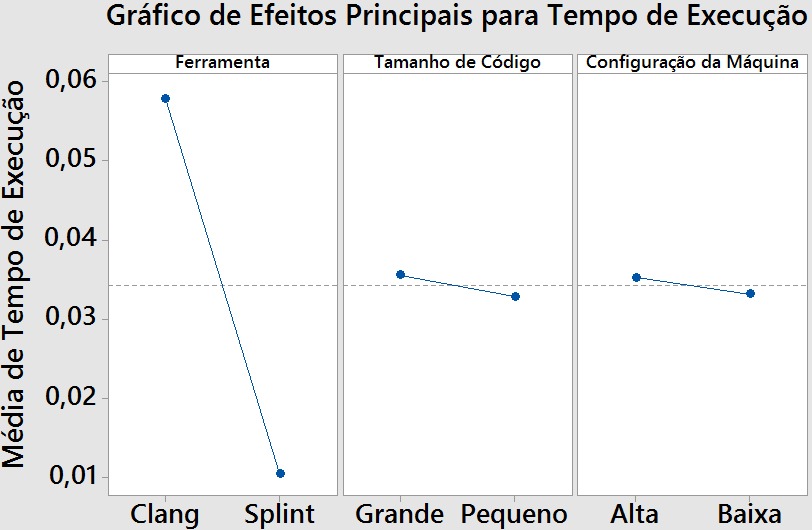 Gráfico de Efeitos Principais para Tempo de Execução
Ferramenta
Tamanho de Código
Configuração da Máquina
Média de Tempo de Execução
0,06
0,05
0,04
0,03
0,02
0,01
Clang
Splint
Grande
Pequeno
Alta
Baixa